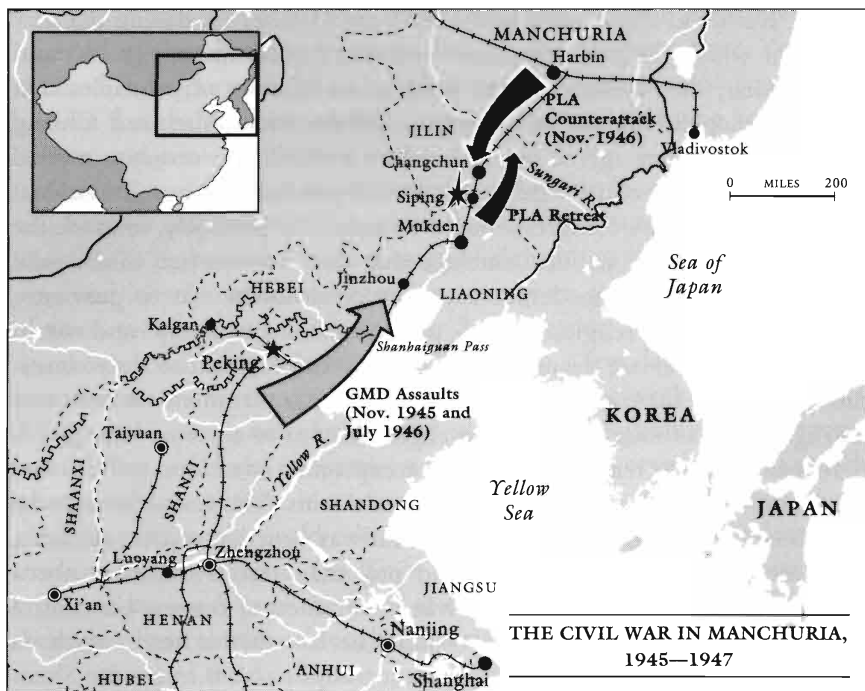 MANCHURIA
Harbin
PLA
Counterattack
(Nov. 1946)
JILIN
Vladivostok
Changchun
Sungari R.
Siping
PLA Retreat
0 MILES 200
Mukden
Sea of
Japan
Jinzhou
HEBEI
LIAONING
Kalgan
Shanhaiguan Pass
Peking
GMD Assaults
(Nov. 1945 and
July 1946)
KOREA
Taiyuan
Yellow R.
SHAANXI
SHANXI
Yellow
Sea
SHANDONG
JAPAN
Luoyang
Zhengzhou
JIANGSU
Xi'an
HENAN
Nanjing
THE CIVIL WAR IN MANCHURIA,
1945—1947
HUBEI
ANHUI
Shanghai